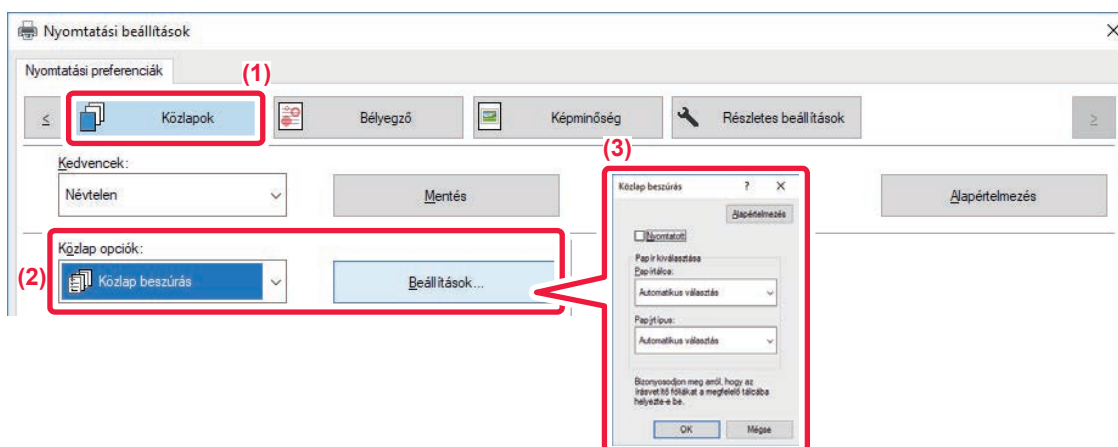 Nyomtatási beállítások
Nyomtatási preferenciák
(1)
<
Közlapok
Bélyegző
Képminőség
Részletes beállítások
>
(3)
Kedvencek:
Névtelen
Mentés
Alapértelmezés
(2)
Közlap opciók:
Közlap beszúrás
Beállítások...
Közlap beszúrás
?
Alapértelmezés
Nyomtatott
Papír kiválasztása
Papírtálca:
Automatikus választás
Papírtípus:
Automatikus választás
Bizonyosodjon meg arról, hogy az
írásvetítő fóliákat a megfelelő tálcába
helyezte-e be.
OK
Mégse